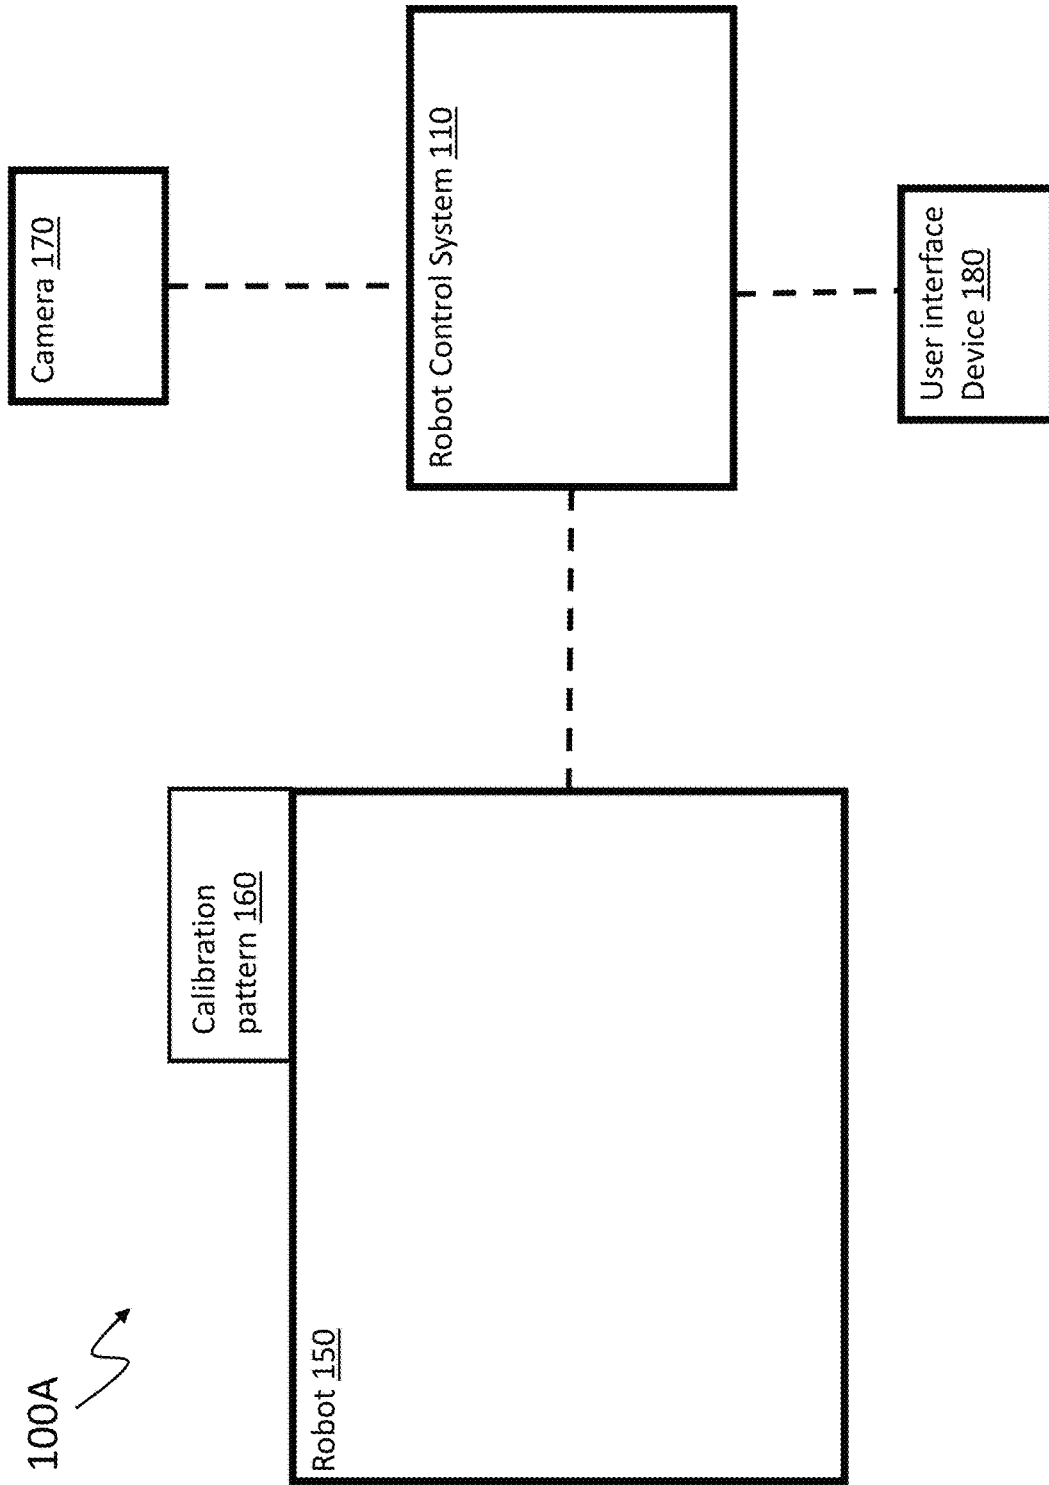 100A
Camera 170
Calibration
pattern 160
Robot 150
Robot Control System 110
User interface
Device 180